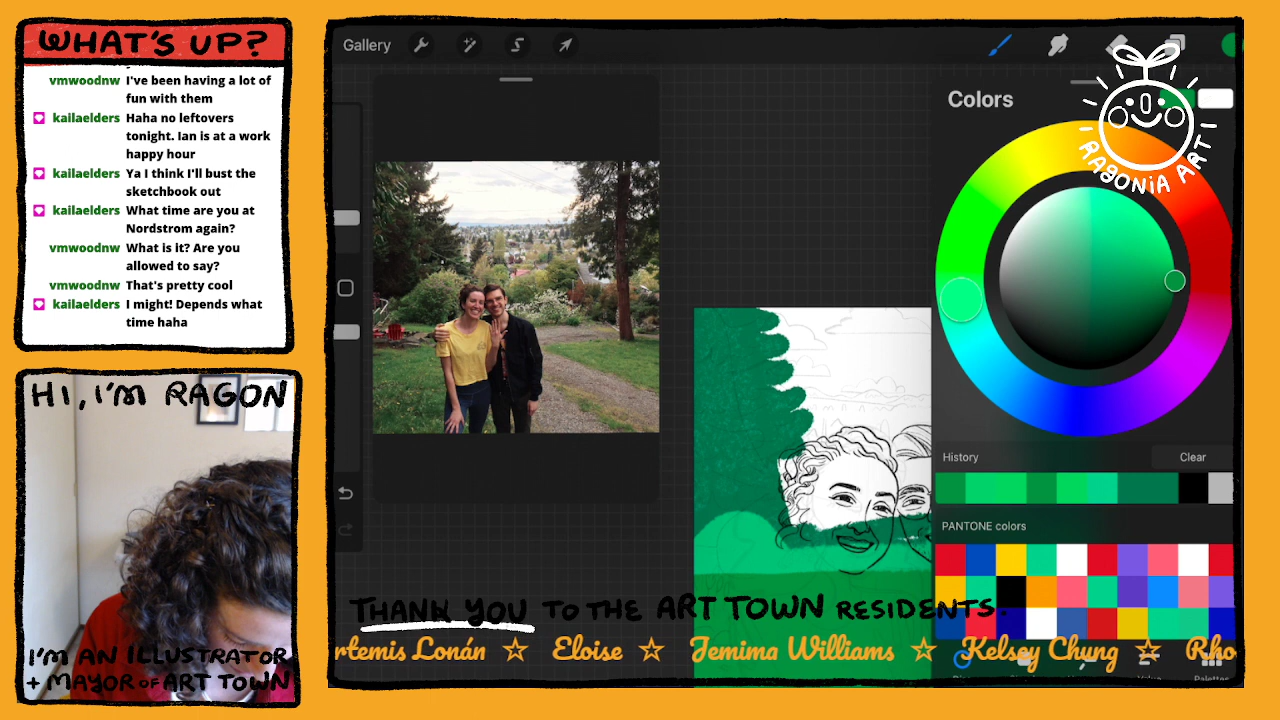 WHAT'S UP?
vmwoodnw I've been having a lot of
fun with them
kailaelders Haha no leftovers
tonight. Ian is at a work
happy hour
kailaelders Ya I think I'll bust the
sketchbook out
kailaelders What time are you at
Nordstrom again?
vmwoodnw What is it? Are you
allowed to say?
vmwoodnw That's pretty cool
kailaelders I might! Depends what
time haha
HI, I'M RAGON
I'M AN ILLUSTRATOR
+ MAYOR OF ART TOWN
Gallery
Colors
RAGONIA ART
History
Clear
PANTONE colors
THANK YOU TO THE ART TOWN RESIDENTS.
rtemis Lonán ☆ Eloise ☆ Jemima Williams ☆ Kelsey Chung ☆ Rho
Value
Palettes